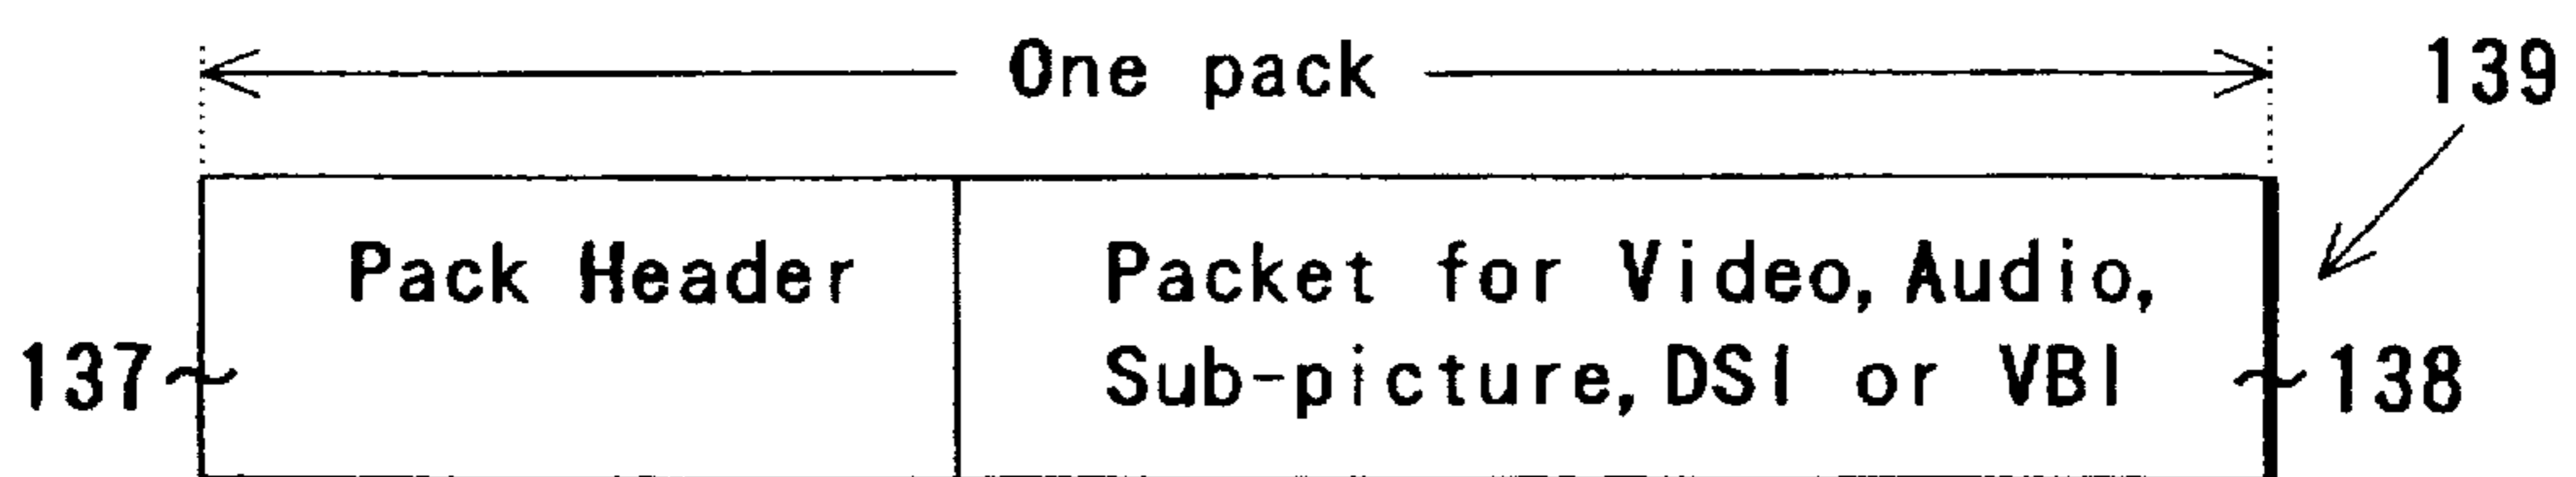 One pack
139
Pack Header
Packet for Video, Audio,
Sub-picture, DSI or VBI
137
138